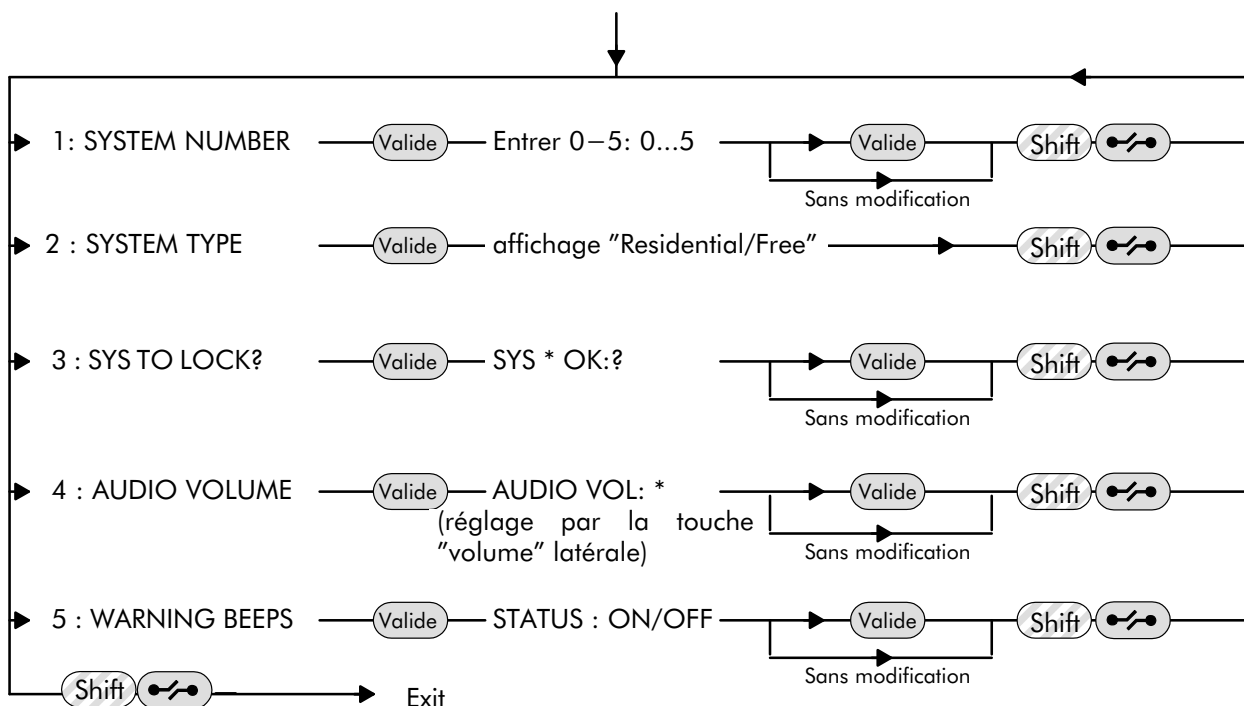 1: SYSTEM NUMBER Valide Entrer 0–5: 0...5 Valide Shift
Sans modification
2 : SYSTEM TYPE Valide affichage "Residential/Free" Shift
3 : SYS TO LOCK? Valide SYS * OK:? Valide Shift
Sans modification
4 : AUDIO VOLUME Valide AUDIO VOL: * Valide Shift
(réglage par la touche
"volume" latérale)
Sans modification
5 : WARNING BEEPS Valide STATUS : ON/OFF Valide Shift
Sans modification
Shift Exit